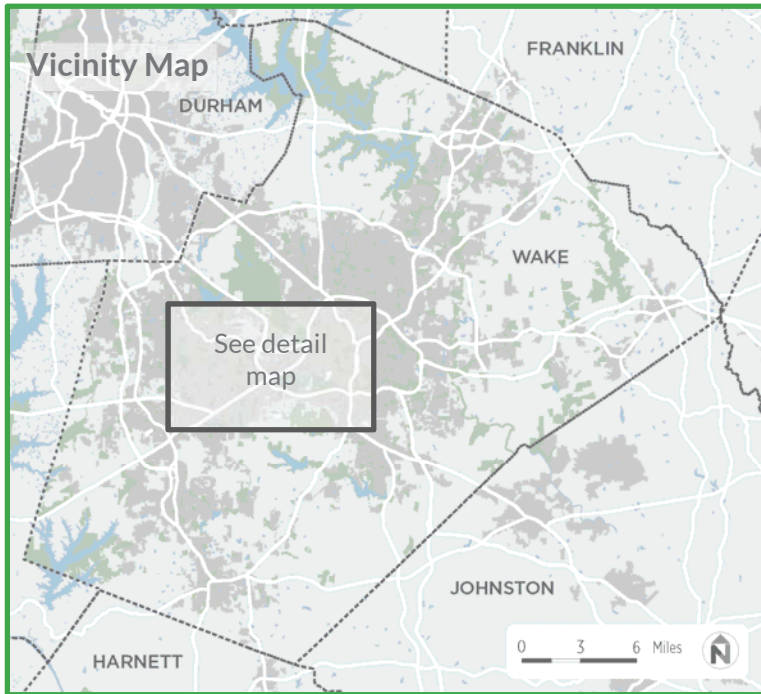 FRANKLIN
Vicinity Map
DURHAM
WAKE
See detail
map
JOHNSTON
0 3 6 Miles
N
HARNETT